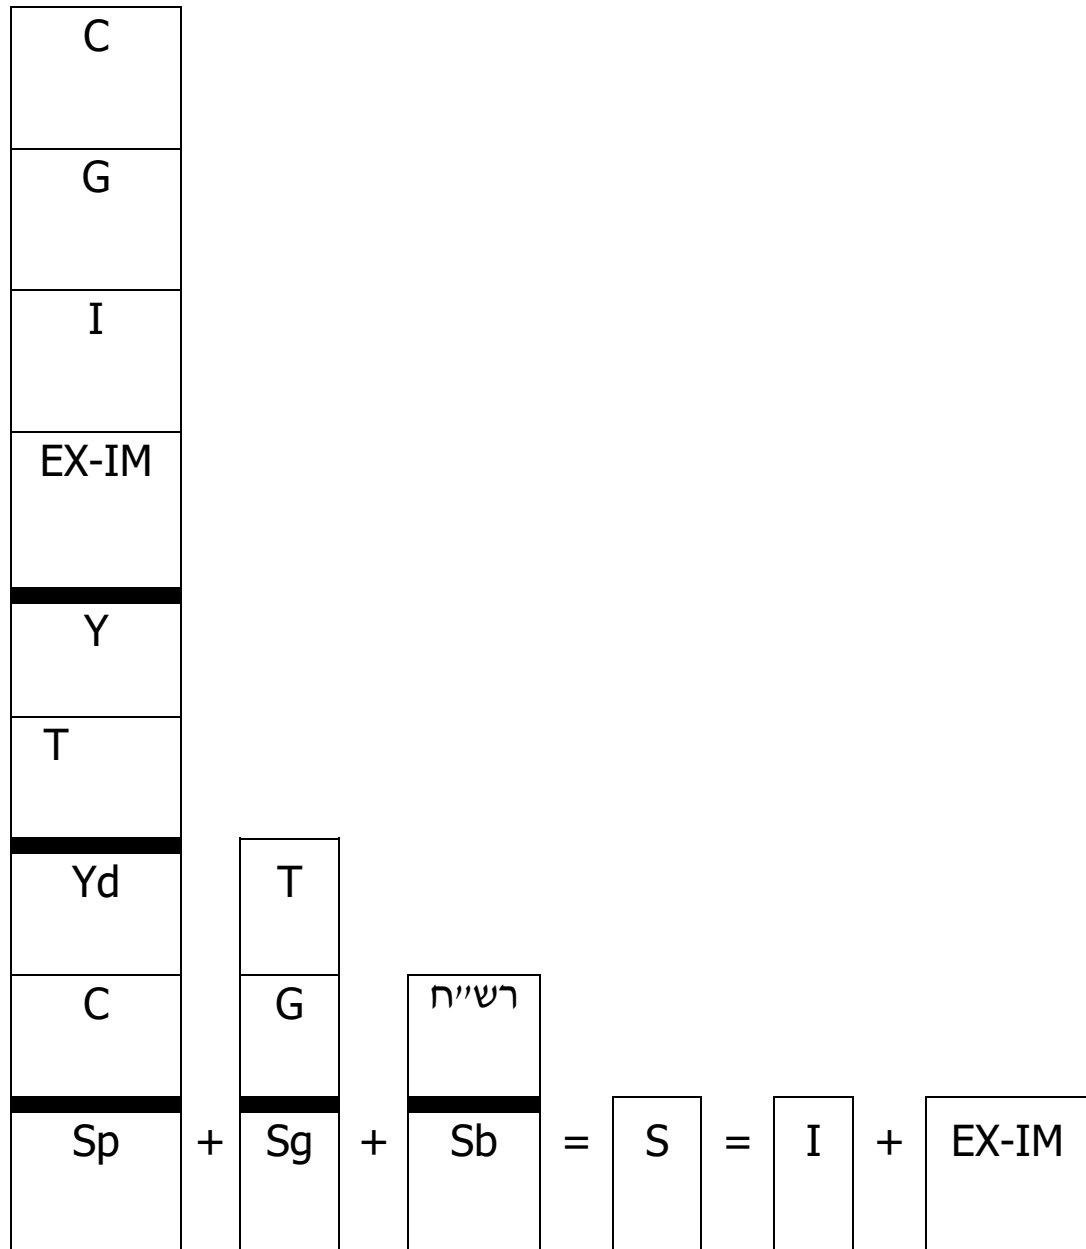 C
G
I
EX-IM
Y
T
Yd T
C G רש״ח
Sp + Sg + Sb = S = I + EX-IM